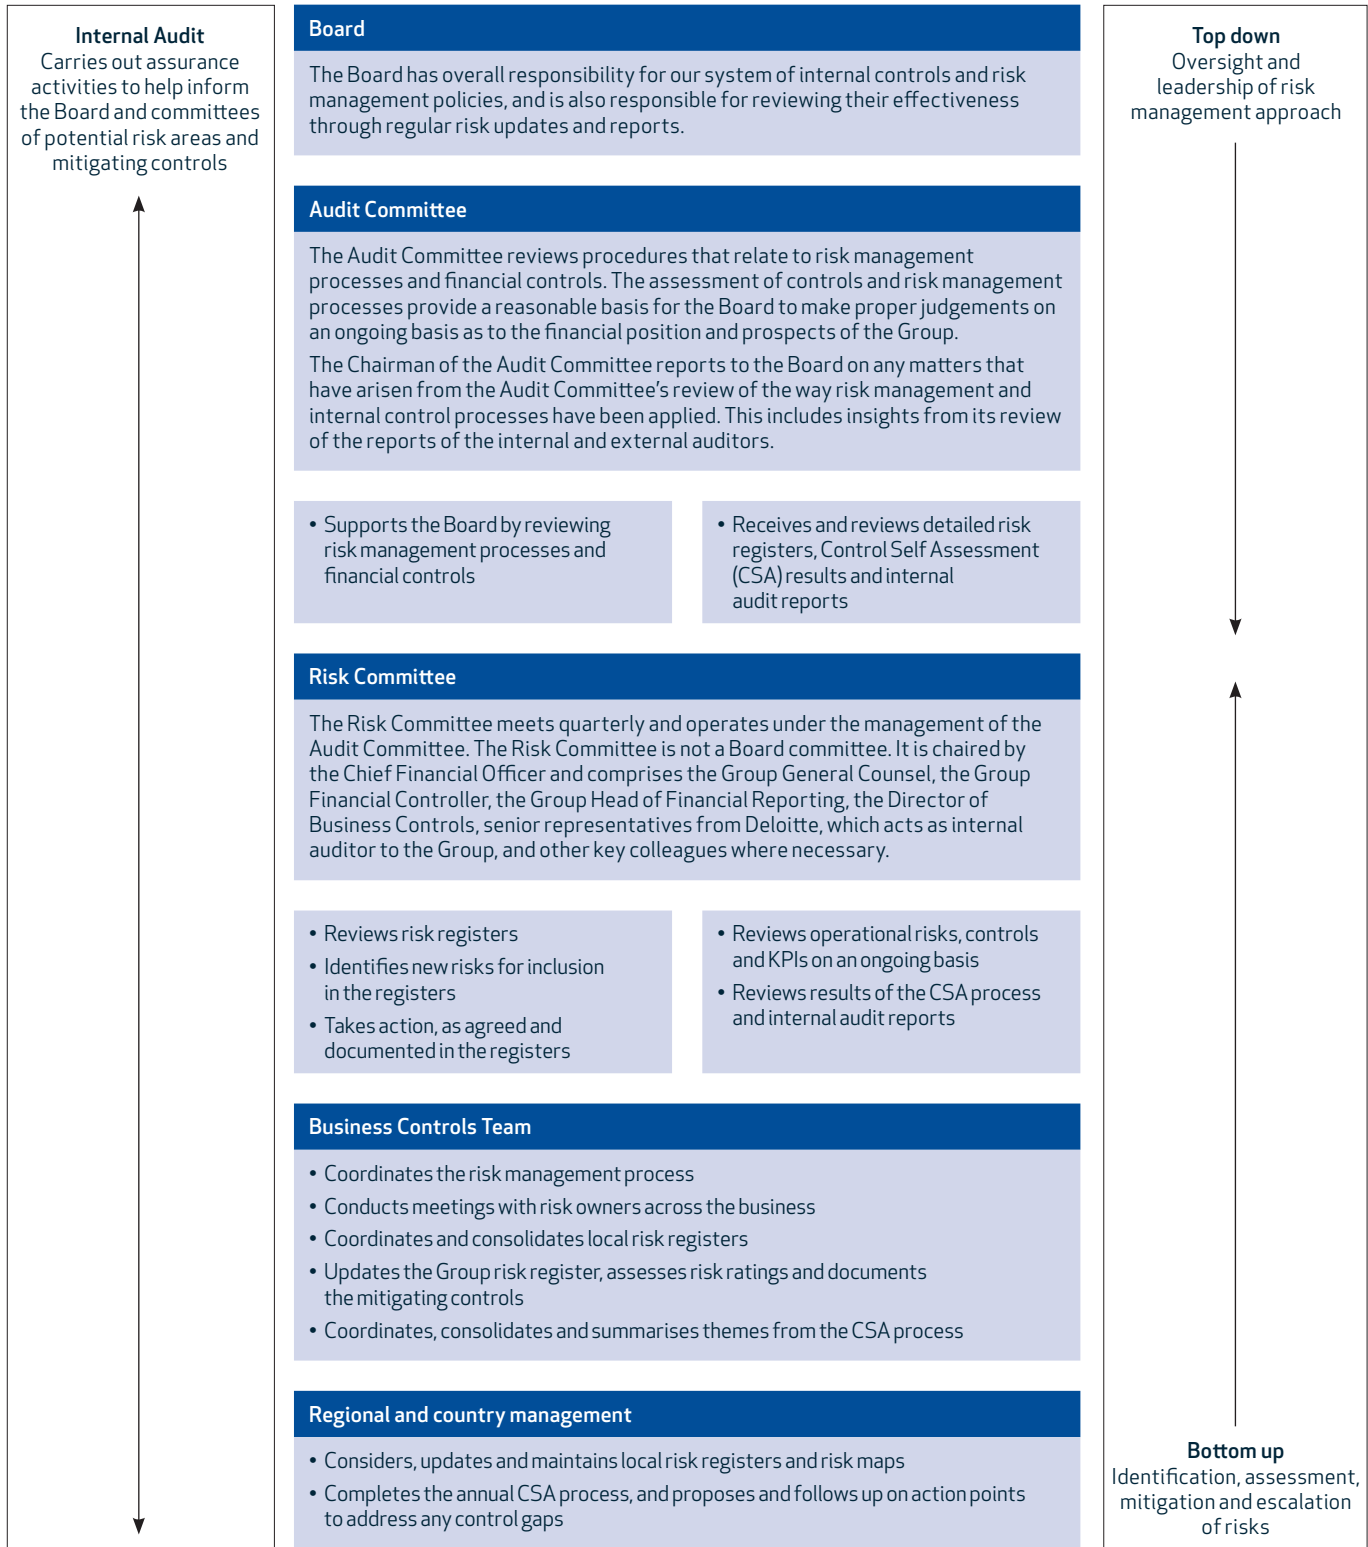 Internal Audit
Carries out assurance
activities to help inform
the Board and committees
of potential risk areas and
mitigating controls
Board
The Board has overall responsibility for our system of internal controls and risk
management policies, and is also responsible for reviewing their effectiveness
through regular risk updates and reports.
Audit Committee
The Audit Committee reviews procedures that relate to risk management
processes and financial controls. The assessment of controls and risk management
processes provide a reasonable basis for the Board to make proper judgements on
an ongoing basis as to the financial position and prospects of the Group.
The Chairman of the Audit Committee reports to the Board on any matters that
have arisen from the Audit Committee's review of the way risk management and
internal control processes have been applied. This includes insights from its review
of the reports of the internal and external auditors.
• Supports the Board by reviewing
risk management processes and
financial controls
• Receives and reviews detailed risk
registers, Control Self Assessment
(CSA) results and internal
audit reports
Risk Committee
The Risk Committee meets quarterly and operates under the management of the
Audit Committee. The Risk Committee is not a Board committee. It is chaired by
the Chief Financial Officer and comprises the Group General Counsel, the Group
Financial Controller, the Group Head of Financial Reporting, the Director of
Business Controls, senior representatives from Deloitte, which acts as internal
auditor to the Group, and other key colleagues where necessary.
• Reviews risk registers
• Identifies new risks for inclusion
in the registers
• Takes action, as agreed and
documented in the registers
• Reviews operational risks, controls
and KPIs on an ongoing basis
• Reviews results of the CSA process
and internal audit reports
Business Controls Team
• Coordinates the risk management process
• Conducts meetings with risk owners across the business
• Coordinates and consolidates local risk registers
• Updates the Group risk register, assesses risk ratings and documents
the mitigating controls
• Coordinates, consolidates and summarises themes from the CSA process
Regional and country management
• Considers, updates and maintains local risk registers and risk maps
• Completes the annual CSA process, and proposes and follows up on action points
to address any control gaps
Top down
Oversight and
leadership of risk
management approach
Bottom up
Identification, assessment,
mitigation and escalation
of risks